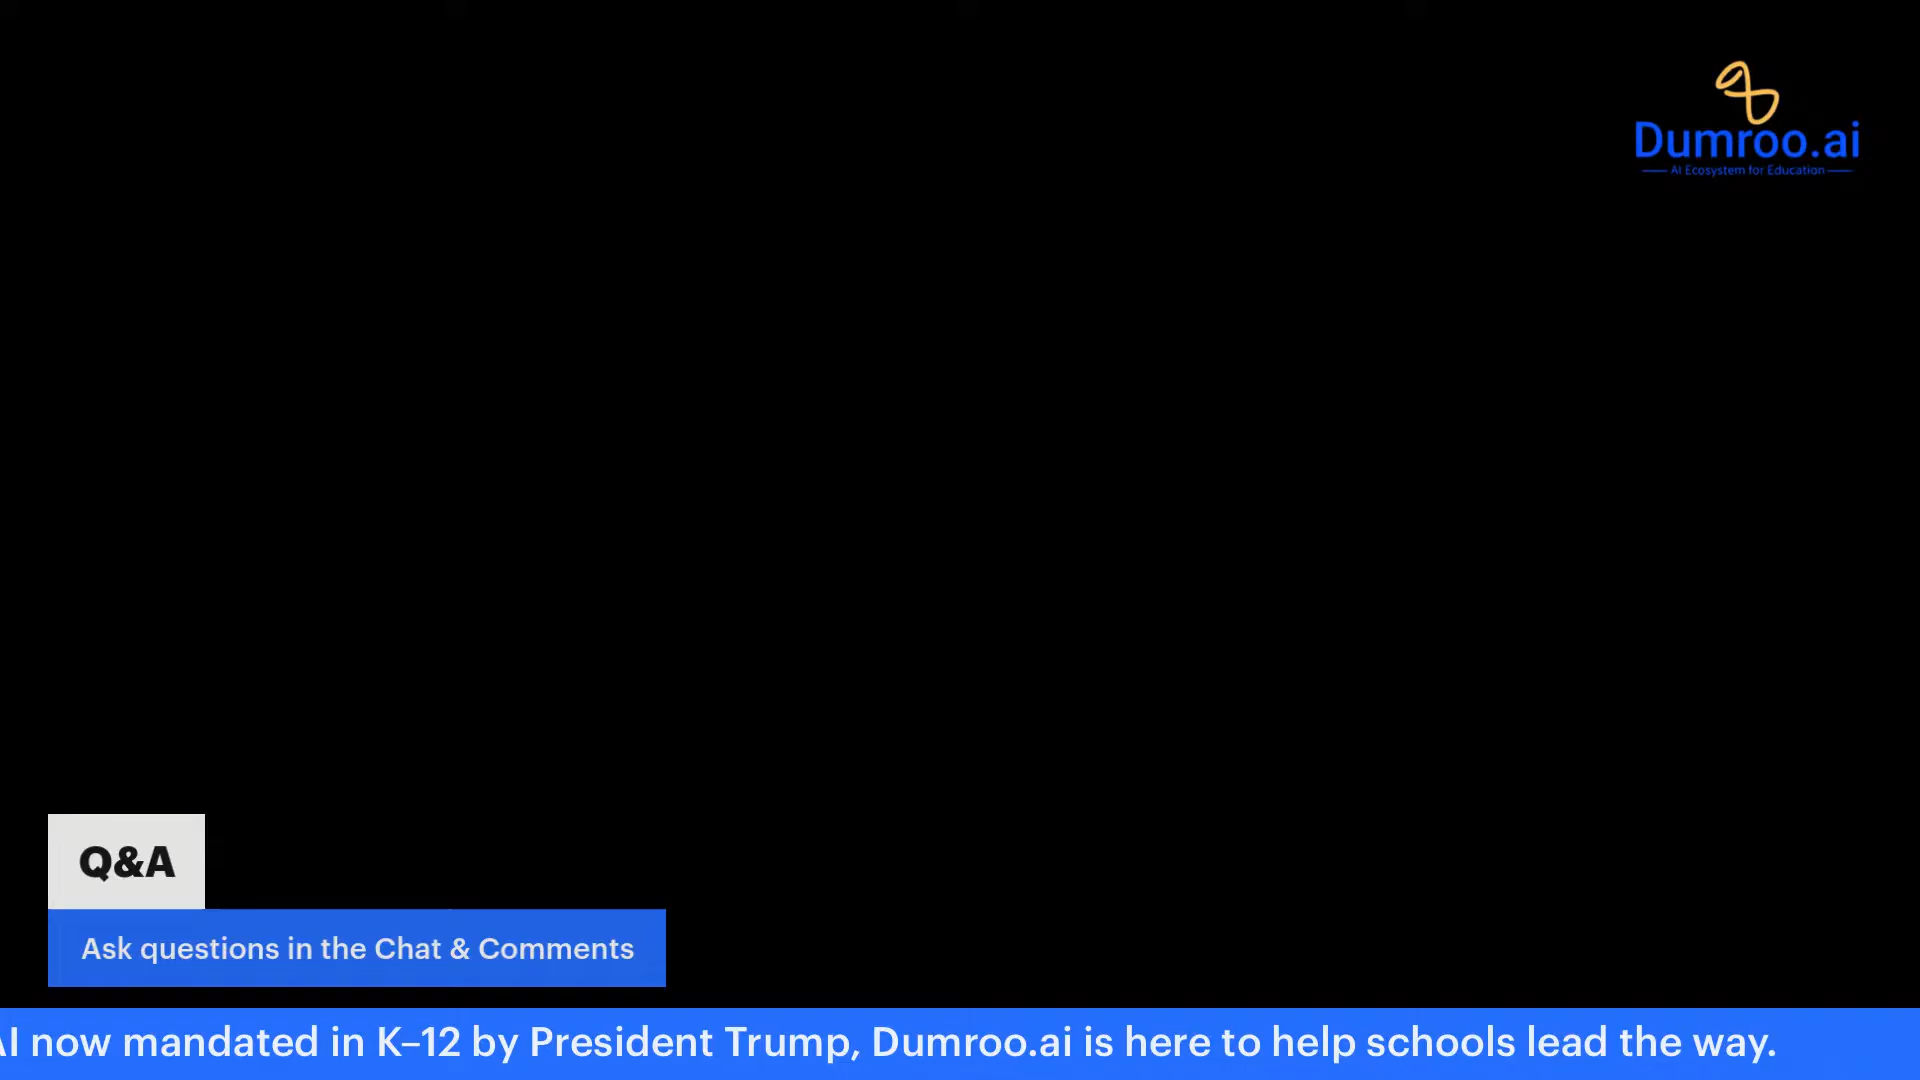 Dumroo.ai
AI Ecosystem for Education
Q&A
Ask questions in the Chat & Comments
AI now mandated in K–12 by President Trump, Dumroo.ai is here to help schools lead the way.